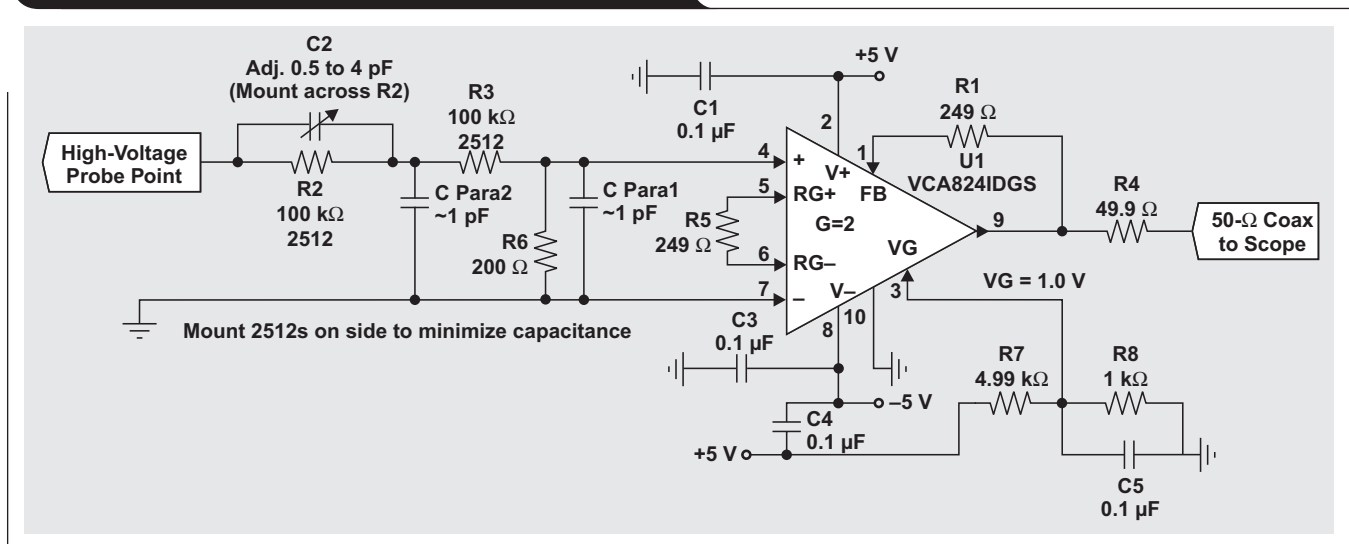 C2
Adj. 0.5 to 4 pF
(Mount across R2)
High-Voltage
Probe Point
R2
100 kΩ
2512
R3
100 kΩ
2512
C Para2
~1 pF
R6
200 Ω
C Para1
~1 pF
Mount 2512s on side to minimize capacitance
C1
0.1 µF
+5 V
2
4
+
5
RG+
R5
249 Ω
6
RG–
7
–
V+
1
FB
G=2
VG
V–
3
8
10
9
R1
249 Ω
U1
VCA824IDGS
R4
49.9 Ω
50-Ω Coax
to Scope
VG = 1.0 V
C3
0.1 µF
–5 V
C4
0.1 µF
+5 V
R7
4.99 kΩ
R8
1 kΩ
C5
0.1 µF